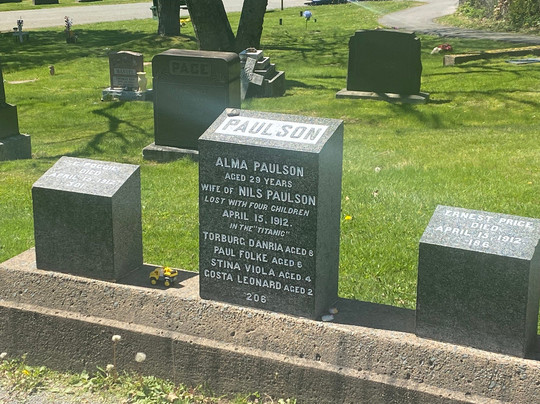 PAGE
PAULSON
ALMA PAULSON
AGED 29 YEARS
WIFE OF NILS PAULSON
LOST WITH FOUR CHILDREN
APRIL 15, 1912.
IN THE "TITANIC"
TORBURG DANRIA AGED 8
PAUL FOLKE AGED 6
STINA VIOLA AGED 4
GOSTA LEONARD AGED 2
206
DIED
ERNEST PRICE
DIED
APRIL 15, 1912